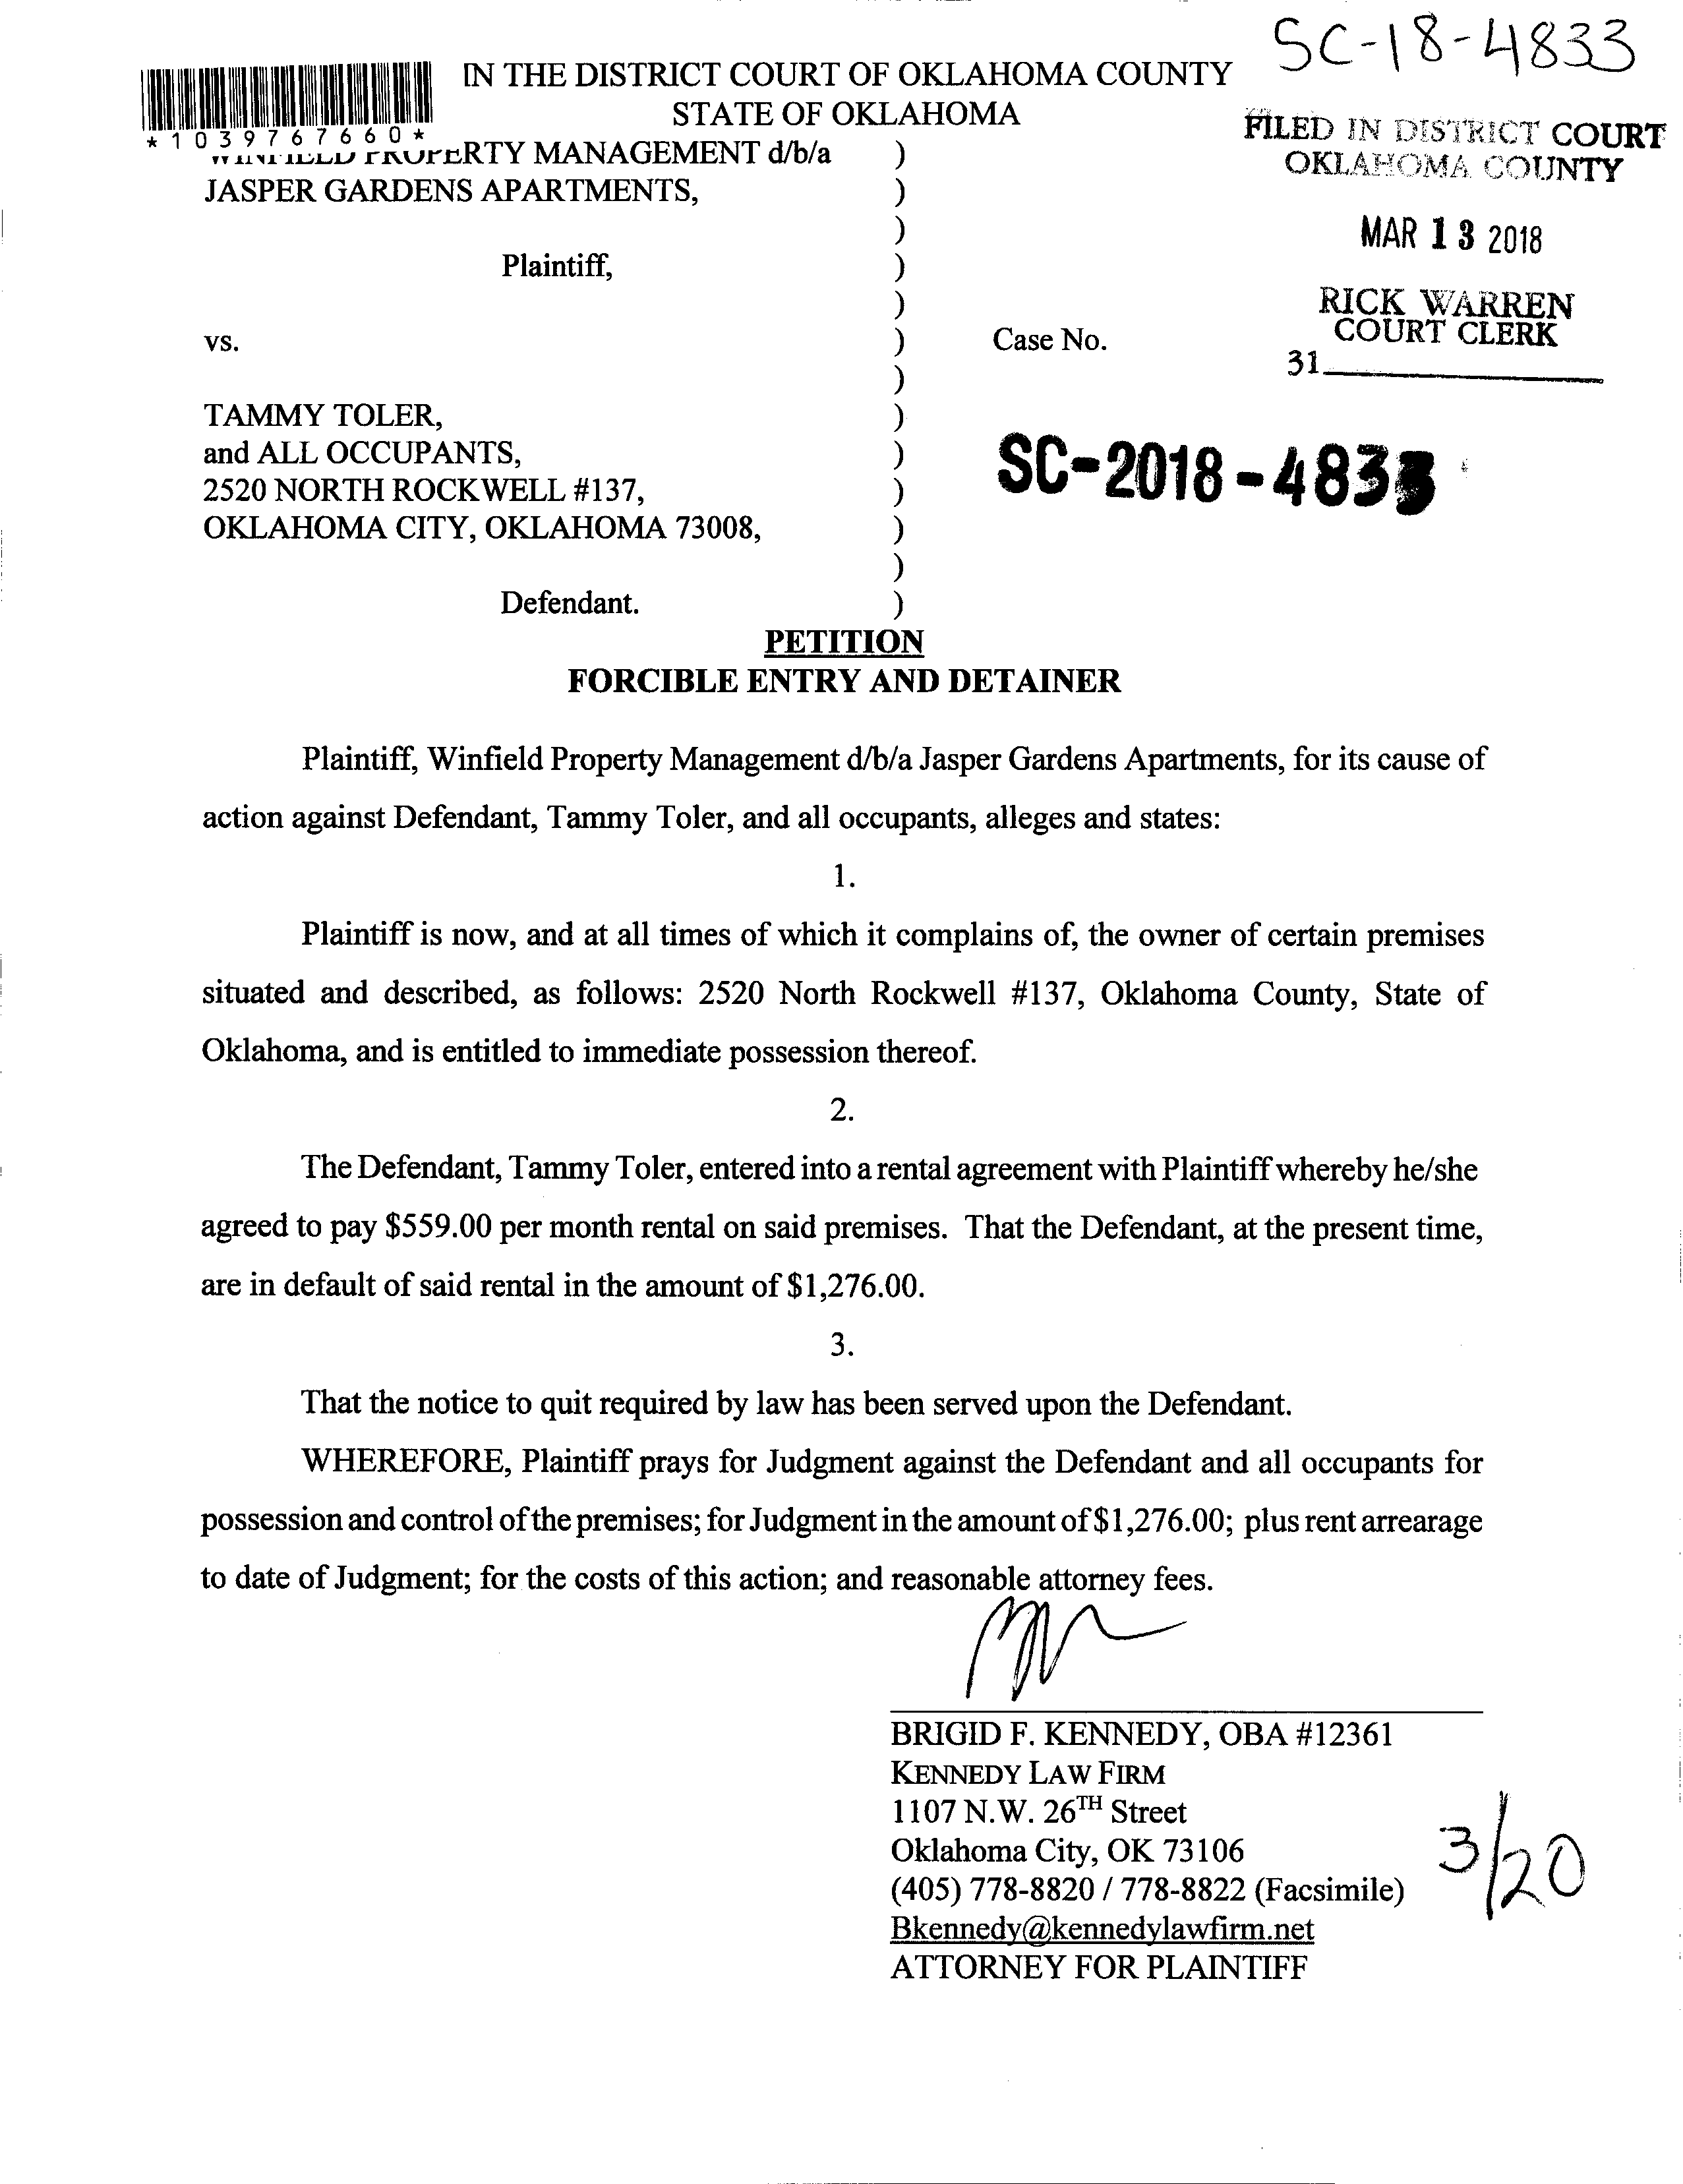 SC-18-4833
IN THE DISTRICT COURT OF OKLAHOMA COUNTY
STATE OF OKLAHOMA
*1039767660*
FILED IN DISTRICT COURT
OKLAHOMA COUNTY
MAR 13 2018
RICK WARREN
COURT CLERK
31
WINFIELD PROPERTY MANAGEMENT d/b/a )
JASPER GARDENS APARTMENTS, )
)
Plaintiff, )
)
vs. ) Case No.
)
TAMMY TOLER, )
and ALL OCCUPANTS, )
2520 NORTH ROCKWELL #137, ) SC-2018-4833
OKLAHOMA CITY, OKLAHOMA 73008, )
)
Defendant. )
PETITION
FORCIBLE ENTRY AND DETAINER
Plaintiff, Winfield Property Management d/b/a Jasper Gardens Apartments, for its cause of
action against Defendant, Tammy Toler, and all occupants, alleges and states:
1.
Plaintiff is now, and at all times of which it complains of, the owner of certain premises
situated and described, as follows: 2520 North Rockwell #137, Oklahoma County, State of
Oklahoma, and is entitled to immediate possession thereof.
2.
The Defendant, Tammy Toler, entered into a rental agreement with Plaintiff whereby he/she
agreed to pay $559.00 per month rental on said premises. That the Defendant, at the present time,
are in default of said rental in the amount of $1,276.00.
3.
That the notice to quit required by law has been served upon the Defendant.
WHEREFORE, Plaintiff prays for Judgment against the Defendant and all occupants for
possession and control of the premises; for Judgment in the amount of $1,276.00; plus rent arrearage
to date of Judgment; for the costs of this action; and reasonable attorney fees.
BRIGID F. KENNEDY, OBA #12361
KENNEDY LAW FIRM
1107 N.W. 26TH Street
Oklahoma City, OK 73106
(405) 778-8820 / 778-8822 (Facsimile)
Bkennedy@kennedylawfirm.net
ATTORNEY FOR PLAINTIFF
3/20